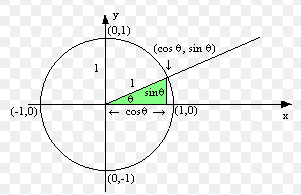 y
(0,1)
(cos θ, sin θ)
↓
1
1
sinθ
θ
(-1,0)
← cosθ →
(1,0)
x
(0,-1)